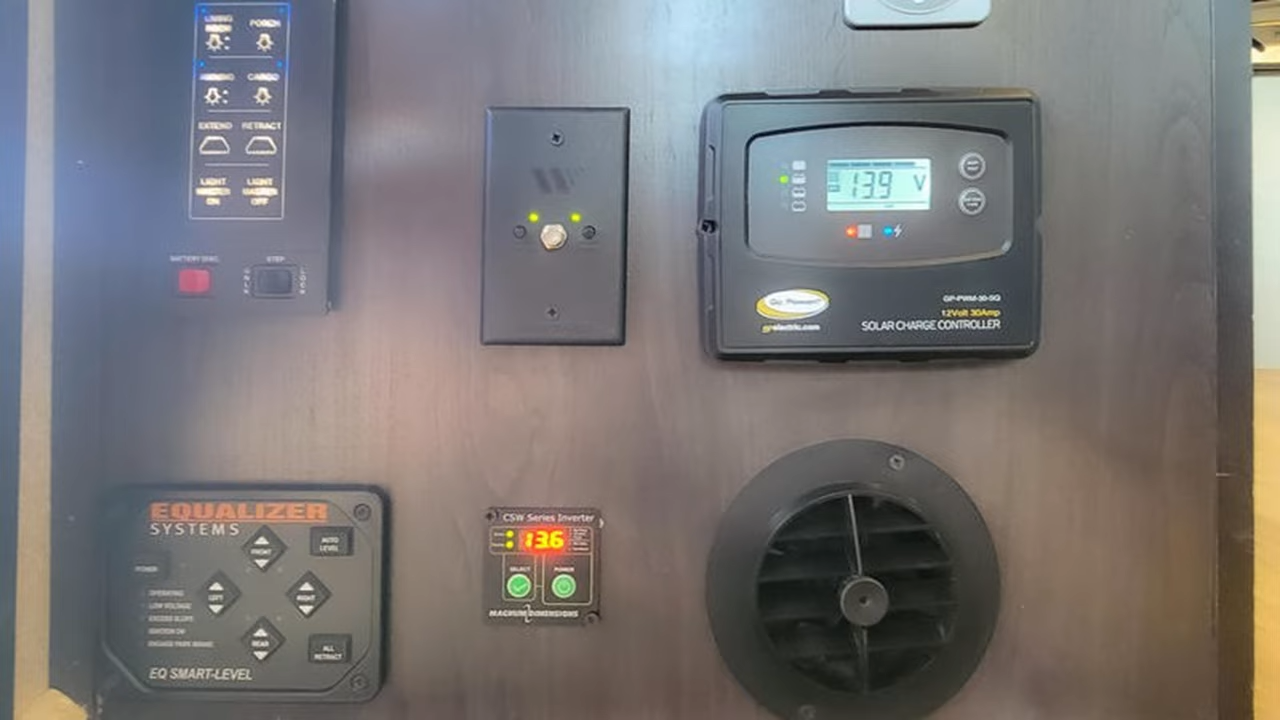 LIVING
ROOM
PORCH
AWNING
CARGO
EXTEND
RETRACT
LIGHT
MASTER
ON
LIGHT
MASTER
OFF
BATTERY DISC.
STEP
13.9 V
Go Power!
gpelectric.com
GP-PWM-30-SQ
12Volt 30Amp
SOLAR CHARGE CONTROLLER
EQUALIZER
SYSTEMS
AUTO
LEVEL
FRONT
POWER
LEFT
RIGHT
REAR
OPERATING
LOW VOLTAGE
EXCESS SLOPE
IGNITION ON
ENGAGE PARK BRAKE
ALL
RETRACT
EQ SMART-LEVEL
CSW Series Inverter
13.6
SELECT
POWER
MAGNUM DIMENSIONS